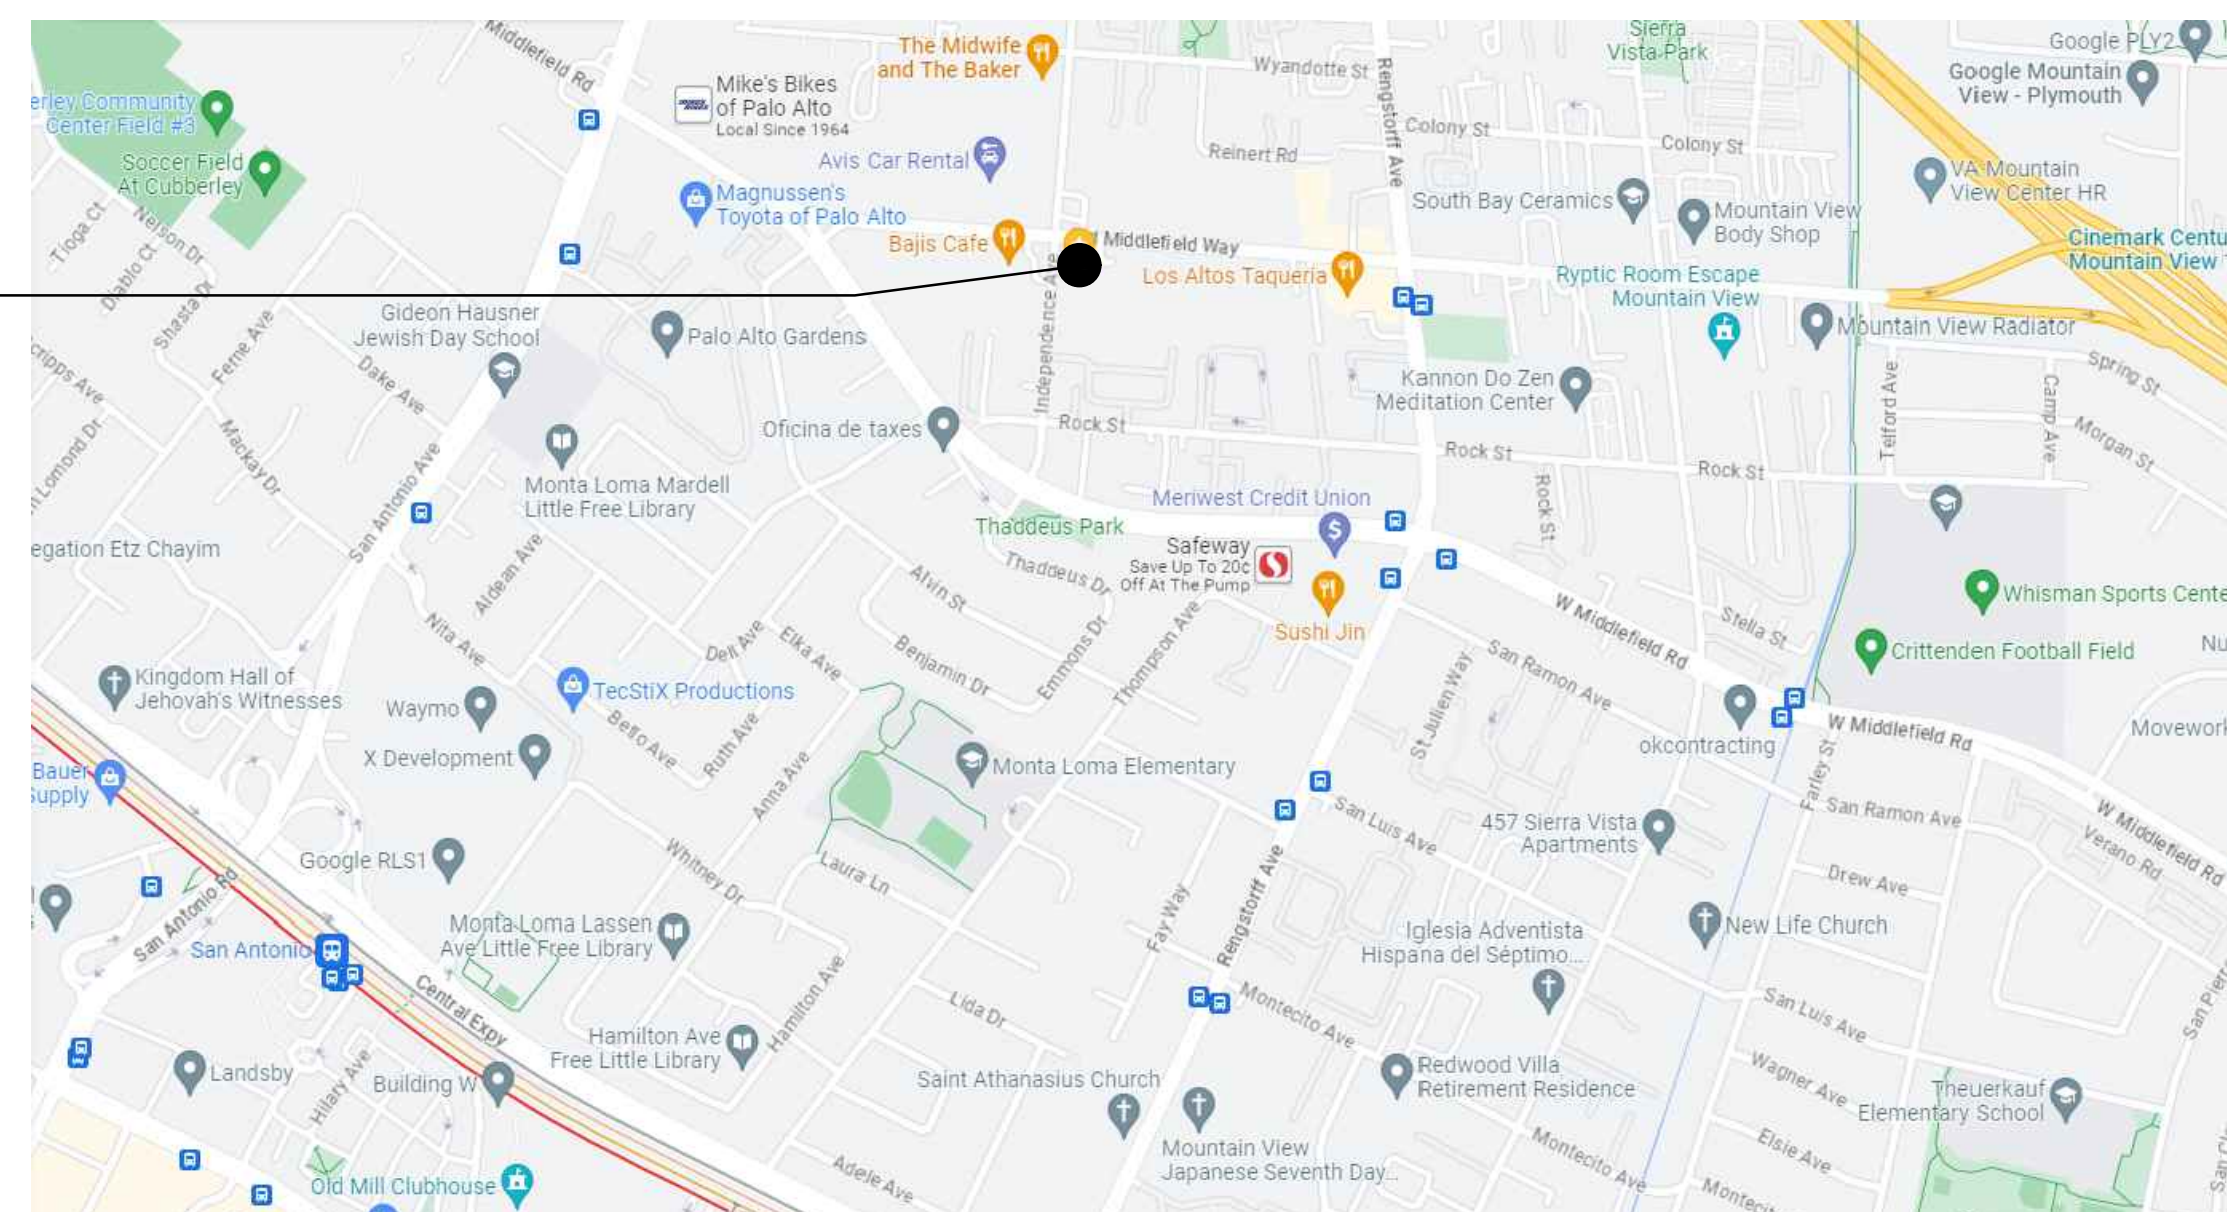 Middlefield Rd
The Midwife
and The Baker
Mike's Bikes
of Palo Alto
Local Since 1964
Wyandotte St
Rengstorff Ave
Sierra
Vista Park
Google PLY2
Google Mountain
View - Plymouth
erley Community
Center Field #3
Soccer Field
At Cubberley
Avis Car Rental
Reinert Rd
Colony St
Colony St
VA Mountain
View Center HR
Magnussen's
Toyota of Palo Alto
South Bay Ceramics
Mountain View
Body Shop
Tioga Ct
Nelson Dr
Diablo Ct
Shasta Dr
Bajis Cafe
Middlefield Way
Los Altos Taqueria
Cinemark Centu
Mountain View
Ryptic Room Escape
Mountain View
Gideon Hausner
Jewish Day School
Palo Alto Gardens
Independence Ave
Mountain View Radiator
Spring St
cripps Ave
Ferne Ave
Dake Ave
Kannon Do Zen
Meditation Center
Telford Ave
Camp Ave
Oficina de taxes
Rock St
Rock St
Rock St
Morgan St
Lomond Dr
Mackay Dr
San Antonio Ave
Monta Loma Mardell
Little Free Library
Meriwest Credit Union
Rock St
Thaddeus Park
Safeway
Save Up To 20c
Off At The Pump
egation Etz Chayim
Aldean Ave
Thaddeus Dr
Alvin St
Sushi Jin
W Middlefield Rd
Stella St
Whisman Sports Cente
Crittenden Football Field
Nu
Nita Ave
Dell Ave
Elka Ave
Benjamin Dr
Emmons Dr
Thompson Ave
San Ramon Ave
St Julien Way
Kingdom Hall of
Jehovah's Witnesses
Waymo
TecStiX Productions
X Development
Betlo Ave
Ruth Ave
Anna Ave
Monta Loma Elementary
okcontracting
W Middlefield Rd
Movework
Farley St
Bauer
Supply
San Luis Ave
457 Sierra Vista
Apartments
San Ramon Ave
W Middlefield Rd
Verano Rd
Google RLS1
Whitney Dr
Laura Ln
Drew Ave
San Antonio Rd
Fay Way
Rengstorff Ave
New Life Church
Monta Loma Lassen
Ave Little Free Library
Iglesia Adventista
Hispana del Séptimo...
San Antonio
Central Expy
Hamilton Ave
Lida Dr
Montecito Ave
San Luis Ave
San Pier
Hamilton Ave
Free Little Library
Landsby
Hilary Ave
Building W
Saint Athanasius Church
Redwood Villa
Retirement Residence
Wagner Ave
Theuerkauf
Elementary School
Mountain View
Japanese Seventh Day...
Montecito Ave
Elsie Ave
Old Mill Clubhouse
Adele Ave